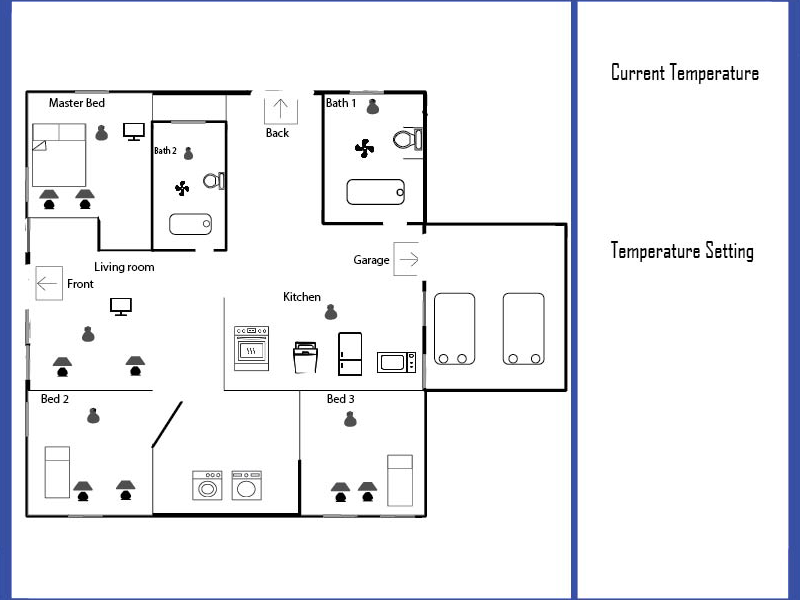 Current Temperature
Master Bed
Bath 1
Back
Bath 2
Temperature Setting
Living room
Garage
Front
Kitchen
Bed 2
Bed 3